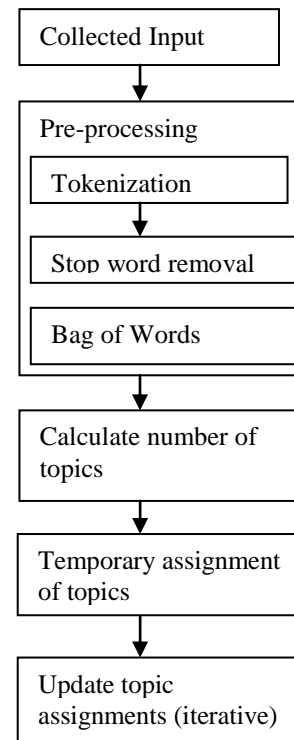 Collected Input
Pre-processing
Tokenization
Stop word removal
Bag of Words
Calculate number of
topics
Temporary assignment
of topics
Update topic
assignments (iterative)